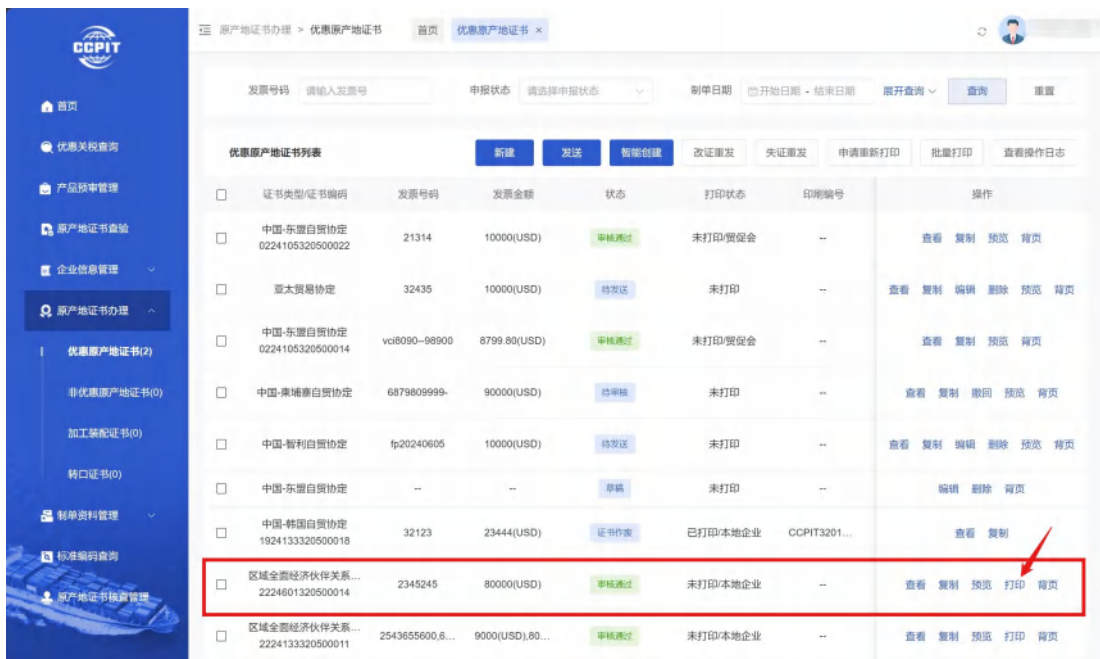 CCPIT
首页
优惠关税查询
产品预审管理
原产地证书查验
企业信息管理
原产地证书办理
优惠原产地证书(2)
非优惠原产地证书(0)
加工装配证书(0)
转口证书(0)
制单资料管理
标准编码查询
原产地证书核查管理
原产地证书办理 > 优惠原产地证书 首页 优惠原产地证书 ×
发票号码 请输入发票号 申报状态 请选择申报状态 制单日期 开始日期 - 结束日期 展开查询 查询 重置
优惠原产地证书列表 新建 发送 智能创建 改证重发 失证重发 申请重新打印 批量打印 查看操作日志
证书类型/证书编码 发票号码 发票金额 状态 打印状态 印刷编号 操作
中国-东盟自贸协定
0224105320500022 21314 10000(USD) 审核通过 未打印/贸促会 -- 查看 复制 预览 背页
亚太贸易协定 32435 10000(USD) 待发送 未打印 -- 查看 复制 编辑 删除 预览 背页
中国-东盟自贸协定
0224105320500014 vci8090--98900 8799.80(USD) 审核通过 未打印/贸促会 -- 查看 复制 预览 背页
中国-柬埔寨自贸协定 6879809999- 90000(USD) 待审核 未打印 -- 查看 复制 撤回 预览 背页
中国-智利自贸协定 fp20240605 10000(USD) 待发送 未打印 -- 查看 复制 编辑 删除 预览 背页
中国-东盟自贸协定 -- -- 草稿 未打印 -- 编辑 删除 背页
中国-韩国自贸协定
1924133320500018 32123 23444(USD) 证书作废 已打印/本地企业 CCPIT3201... 查看 复制
区域全面经济伙伴关系...
2224601320500014 2345245 80000(USD) 审核通过 未打印/本地企业 -- 查看 复制 预览 打印 背页
区域全面经济伙伴关系...
2224133320500011 2543655600,6... 9000(USD),80... 审核通过 未打印/本地企业 -- 查看 复制 预览 打印 背页